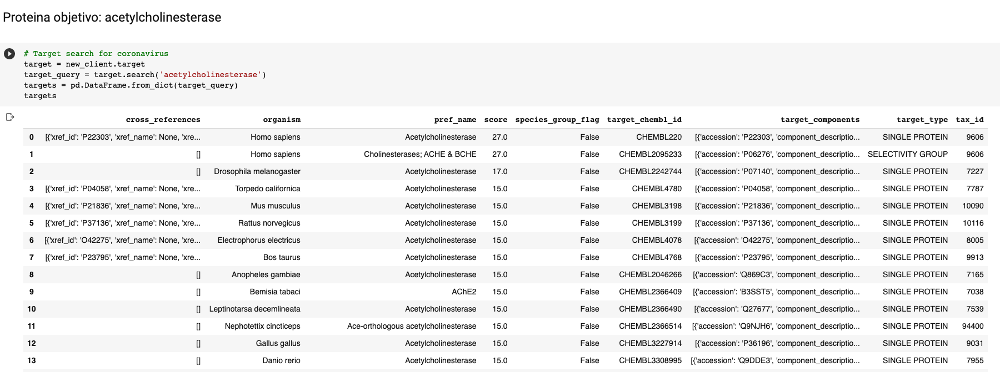 Proteina objetivo: acetylcholinesterase
# Target search for coronavirus
target = new_client.target
target_query = target.search('acetylcholinesterase')
targets = pd.DataFrame.from_dict(target_query)
targets
cross_references organism pref_name score species_group_flag target_chembl_id target_components target_type tax_id
0 [{'xref_id': 'P22303', 'xref_name': None, 'xre... Homo sapiens Acetylcholinesterase 27.0 False CHEMBL220 [{'accession': 'P22303', 'component_descriptio... SINGLE PROTEIN 9606
1 [] Homo sapiens Cholinesterases; ACHE & BCHE 27.0 False CHEMBL2095233 [{'accession': 'P06276', 'component_descriptio... SELECTIVITY GROUP 9606
2 [] Drosophila melanogaster Acetylcholinesterase 17.0 False CHEMBL2242744 [{'accession': 'P07140', 'component_descriptio... SINGLE PROTEIN 7227
3 [{'xref_id': 'P04058', 'xref_name': None, 'xre... Torpedo californica Acetylcholinesterase 15.0 False CHEMBL4780 [{'accession': 'P04058', 'component_descriptio... SINGLE PROTEIN 7787
4 [{'xref_id': 'P21836', 'xref_name': None, 'xre... Mus musculus Acetylcholinesterase 15.0 False CHEMBL3198 [{'accession': 'P21836', 'component_descriptio... SINGLE PROTEIN 10090
5 [{'xref_id': 'P37136', 'xref_name': None, 'xre... Rattus norvegicus Acetylcholinesterase 15.0 False CHEMBL3199 [{'accession': 'P37136', 'component_descriptio... SINGLE PROTEIN 10116
6 [{'xref_id': 'O42275', 'xref_name': None, 'xre... Electrophorus electricus Acetylcholinesterase 15.0 False CHEMBL4078 [{'accession': 'O42275', 'component_descriptio... SINGLE PROTEIN 8005
7 [{'xref_id': 'P23795', 'xref_name': None, 'xre... Bos taurus Acetylcholinesterase 15.0 False CHEMBL4768 [{'accession': 'P23795', 'component_descriptio... SINGLE PROTEIN 9913
8 [] Anopheles gambiae Acetylcholinesterase 15.0 False CHEMBL2046266 [{'accession': 'Q869C3', 'component_descriptio... SINGLE PROTEIN 7165
9 [] Bemisia tabaci AChE2 15.0 False CHEMBL2366409 [{'accession': 'B3SST5', 'component_descriptio... SINGLE PROTEIN 7038
10 [] Leptinotarsa decemlineata Acetylcholinesterase 15.0 False CHEMBL2366490 [{'accession': 'Q27677', 'component_descriptio... SINGLE PROTEIN 7539
11 [] Nephotettix cincticeps Ace-orthologous acetylcholinesterase 15.0 False CHEMBL2366514 [{'accession': 'Q9NJH6', 'component_descriptio... SINGLE PROTEIN 94400
12 [] Gallus gallus Acetylcholinesterase 15.0 False CHEMBL3227914 [{'accession': 'P36196', 'component_descriptio... SINGLE PROTEIN 9031
13 [] Danio rerio Acetylcholinesterase 15.0 False CHEMBL3308995 [{'accession': 'Q9DDE3', 'component_descriptio... SINGLE PROTEIN 7955